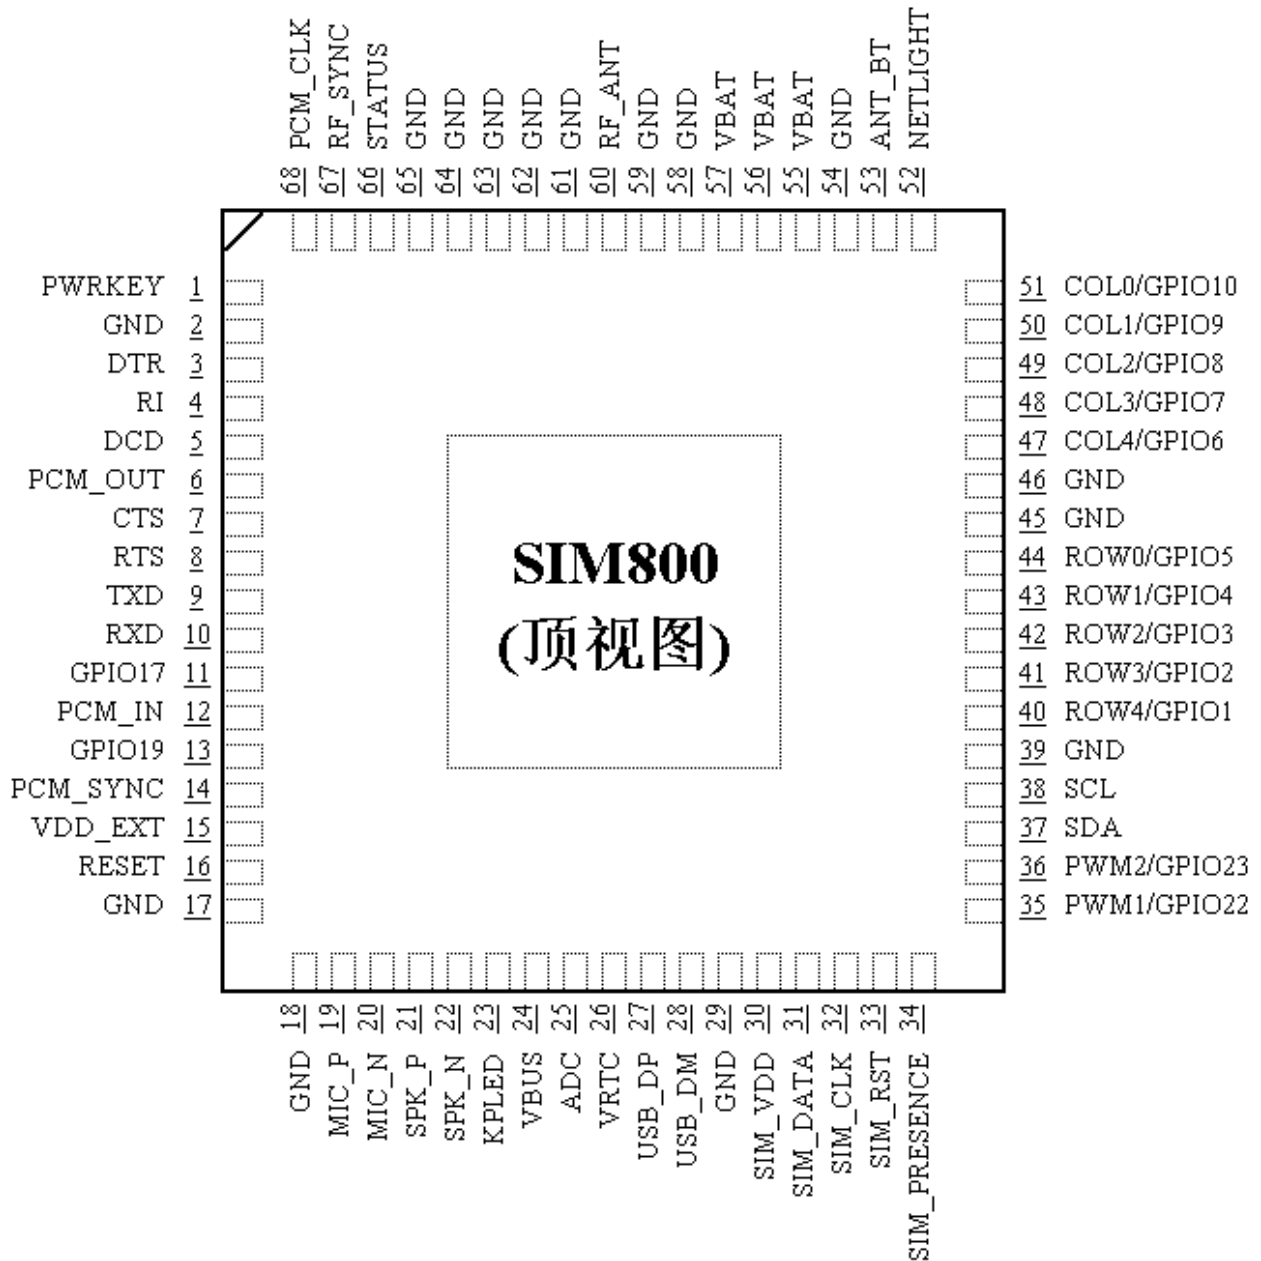 PCM_CLK
RF_SYNC
STATUS
GND
GND
GND
GND
GND
RF_ANT
GND
GND
VBAT
VBAT
VBAT
GND
ANT_BT
NETLIGHT
68 67 66 65 64 63 62 61 60 59 58 57 56 55 54 53 52
PWRKEY 1
GND 2
DTR 3
RI 4
DCD 5
PCM_OUT 6
CTS 7
RTS 8
TXD 9
RXD 10
GPIO17 11
PCM_IN 12
GPIO19 13
PCM_SYNC 14
VDD_EXT 15
RESET 16
GND 17
SIM800
(顶视图)
51 COL0/GPIO10
50 COL1/GPIO9
49 COL2/GPIO8
48 COL3/GPIO7
47 COL4/GPIO6
46 GND
45 GND
44 ROW0/GPIO5
43 ROW1/GPIO4
42 ROW2/GPIO3
41 ROW3/GPIO2
40 ROW4/GPIO1
39 GND
38 SCL
37 SDA
36 PWM2/GPIO23
35 PWM1/GPIO22
18 19 20 21 22 23 24 25 26 27 28 29 30 31 32 33 34
GND
MIC_P
MIC_N
SPK_P
SPK_N
KPLED
VBUS
ADC
VRTC
USB_DP
USB_DM
GND
SIM_VDD
SIM_DATA
SIM_CLK
SIM_RST
SIM_PRESENCE